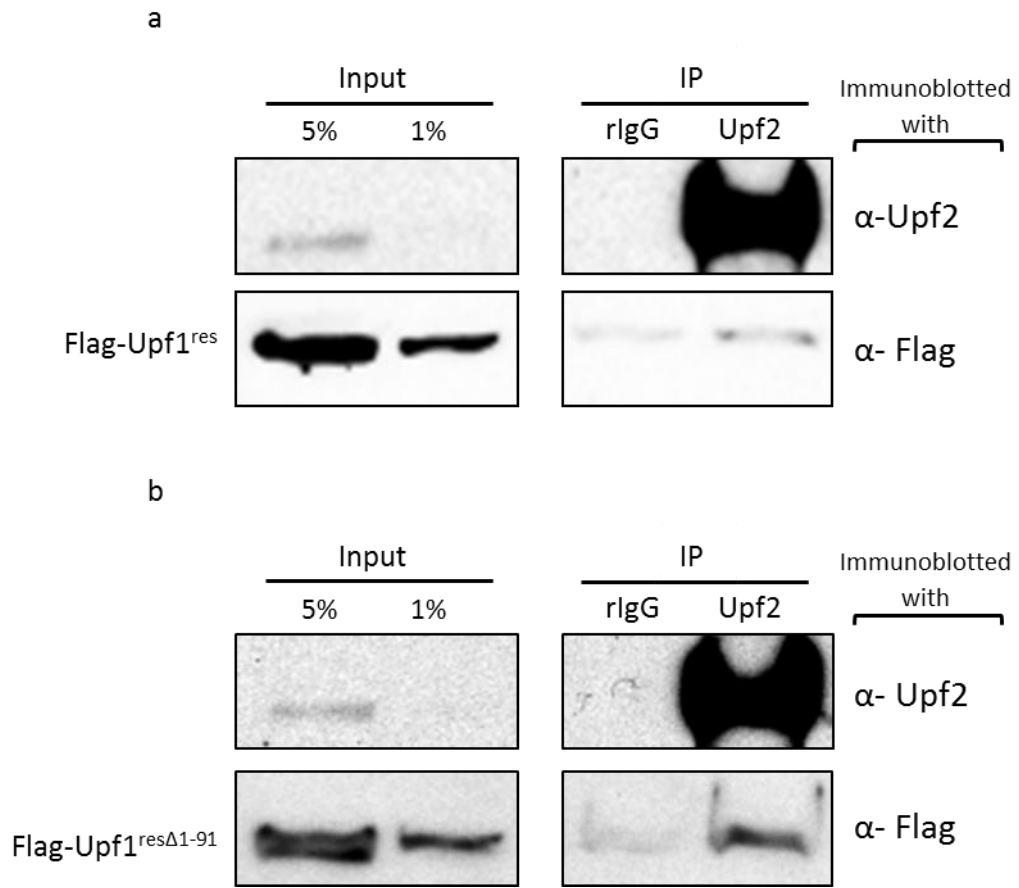 a
Input
IP
Immunoblotted
with
5%
1%
rIgG
Upf2
α-Upf2
Flag-Upf1res
α- Flag
b
Input
IP
Immunoblotted
with
5%
1%
rIgG
Upf2
α- Upf2
Flag-Upf1resΔ1-91
α- Flag